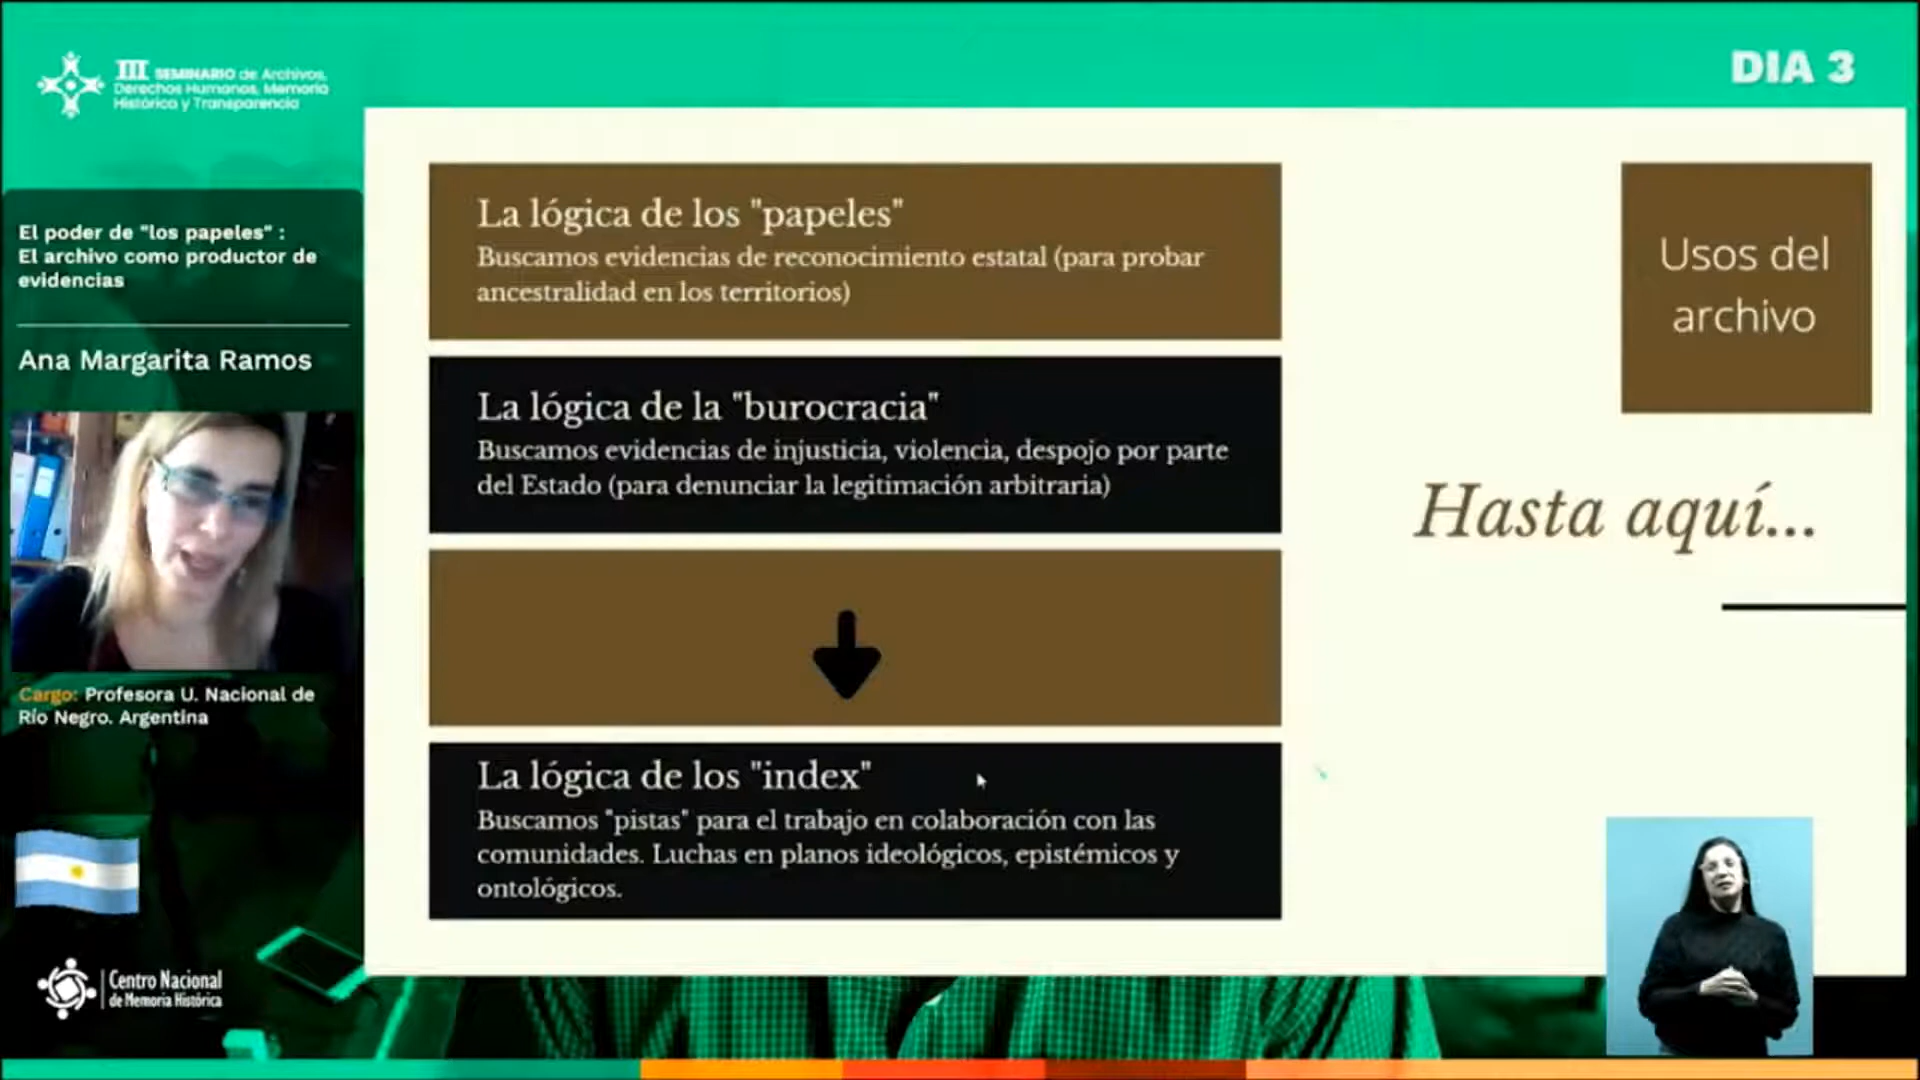 III SEMINARIO de Archivos,
Derechos Humanos, Memoria
Histórica y Transparencia
DIA 3
El poder de "los papeles" :
El archivo como productor de
evidencias
Ana Margarita Ramos
Cargo: Profesora U. Nacional de
Río Negro. Argentina
Centro Nacional
de Memoria Histórica
La lógica de los "papeles"
Buscamos evidencias de reconocimiento estatal (para probar
ancestralidad en los territorios)
La lógica de la "burocracia"
Buscamos evidencias de injusticia, violencia, despojo por parte
del Estado (para denunciar la legitimación arbitraria)
La lógica de los "index"
Buscamos "pistas" para el trabajo en colaboración con las
comunidades. Luchas en planos ideológicos, epistémicos y
ontológicos.
Usos del
archivo
Hasta aquí...